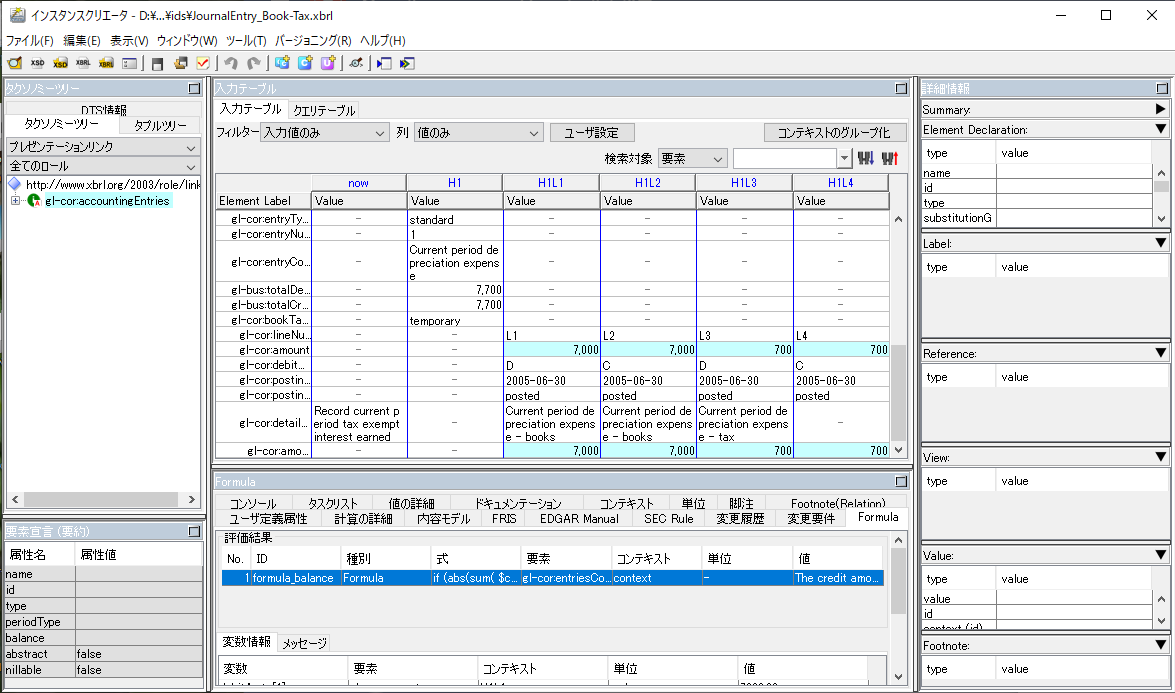 インスタンスクリエータ - D:¥...¥ids¥JournalEntry_Book-Tax.xbrl
ファイル(F) 編集(E) 表示(V) ウィンドウ(W) ツール(T) バージョニング(R) ヘルプ(H)
XSD XSD XBRL XBRL
タクソノミーツリー
DTS情報
タクソノミーツリー タブルツリー
プレゼンテーションリンク
全てのロール
http://www.xbrl.org/2003/role/link
gl-cor:accountingEntries
要素宣言 (要約)
属性名 属性値
name
id
type
periodType
balance
abstract false
nillable false
入力テーブル
入力テーブル クエリテーブル
フィルター 入力値のみ 列 値のみ ユーザ設定 コンテキストのグループ化
検索対象 要素
now H1 H1L1 H1L2 H1L3 H1L4
Element Label Value Value Value Value Value Value
gl-cor:entryTy... - standard - - - -
gl-cor:entryNu... - 1 - - - -
gl-cor:entryCo... - Current period de - - - -
preciation expens
e
gl-bus:totalDe... - 7,700 - - - -
gl-bus:totalCr... - 7,700 - - - -
gl-cor:bookTa... - temporary - - - -
gl-cor:lineNu... - - L1 L2 L3 L4
gl-cor:amount - - 7,000 7,000 700 700
gl-cor:debit... - - D C D C
gl-cor:postin... - - 2005-06-30 2005-06-30 2005-06-30 2005-06-30
gl-cor:postin... - - posted posted posted posted
gl-cor:detail... Record current p - Current period de Current period de Current period de -
eriod tax exempt preciation expens preciation expens preciation expens
interest earned e - books e - books e - tax
gl-cor:amo... - - 7,000 7,000 700 700
Formula
コンソール タスクリスト 値の詳細 ドキュメンテーション コンテキスト 単位 脚注 Footnote(Relation)
ユーザ定義属性 計算の詳細 内容モデル FRIS EDGAR Manual SEC Rule 変更履歴 変更要件 Formula
評価結果
No. ID 種別 式 要素 コンテキスト 単位 値
1 formula_balance Formula if (abs(sum( $c... gl-cor:entriesCo... context - The credit amo...
変数情報 メッセージ
変数 要素 コンテキスト 単位 値
詳細情報
Summary:
Element Declaration:
type value
name
id
type
substitutionG
Label:
type value
Reference:
type value
View:
type value
Value:
type value
value
id
context (id)
Footnote:
type value